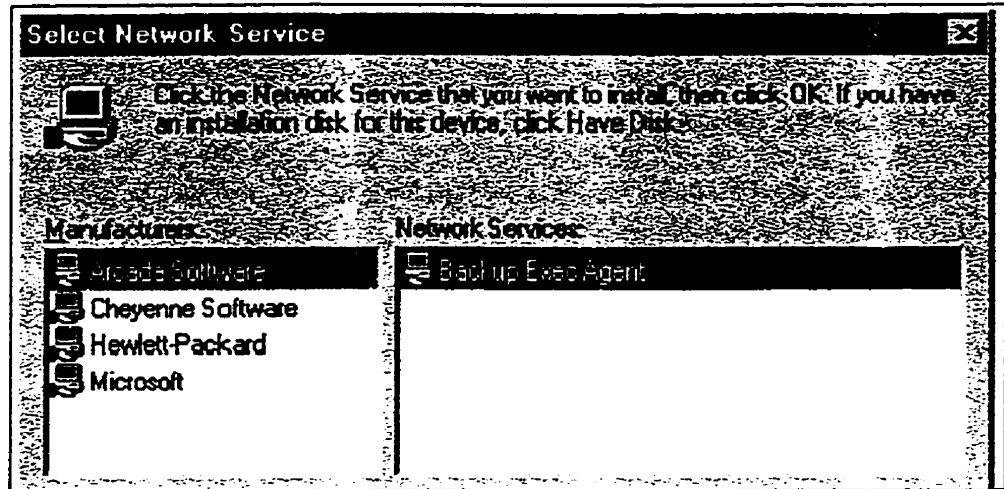 Select Network Service
Click the Network Service that you want to install, then click OK. If you have
an installation disk for this device, click Have Disk.
Manufacturers:
Network Services:
Arcada Software
Backup Exec Agent
Cheyenne Software
Hewlett-Packard
Microsoft